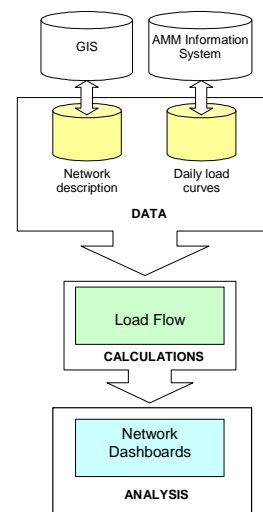 GIS
AMM Information
System
Network
description
Daily load
curves
DATA
Load Flow
CALCULATIONS
Network
Dashboards
ANALYSIS